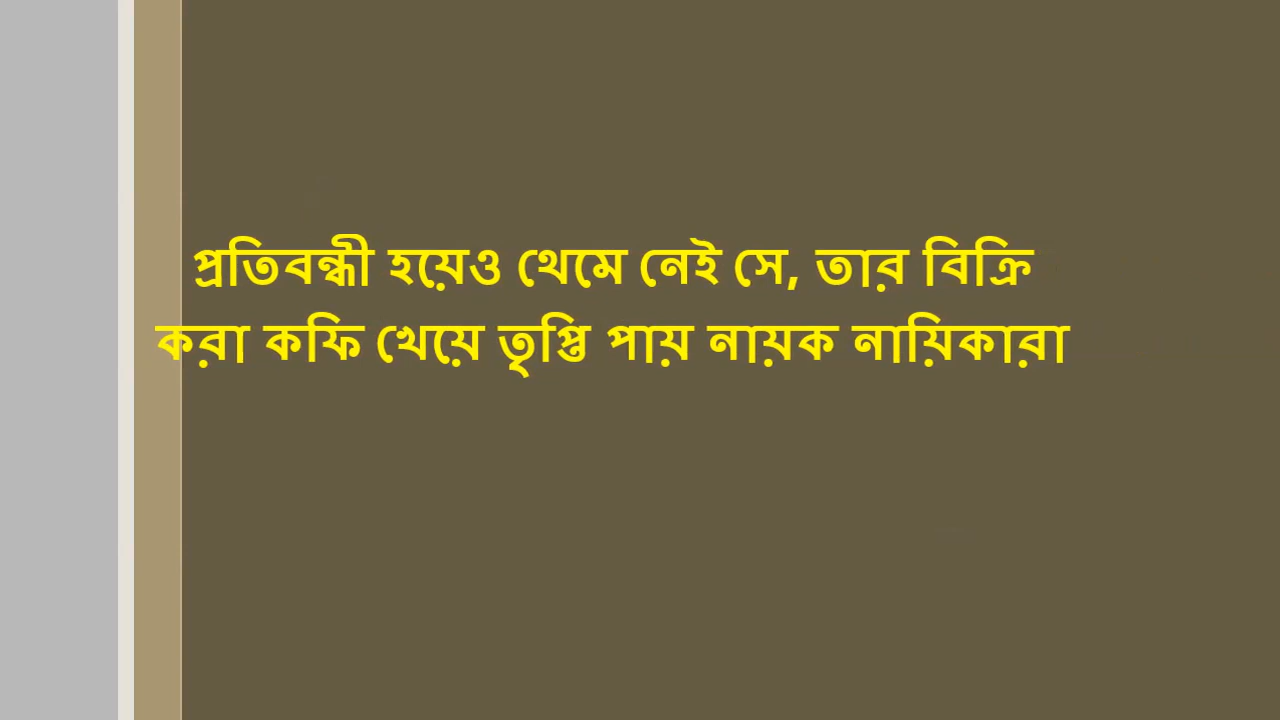 প্রতিবন্ধী হয়েও থেমে নেই সে, তার বিক্রি
করা কফি খেয়ে তৃপ্তি পায় নায়ক নায়িকারা